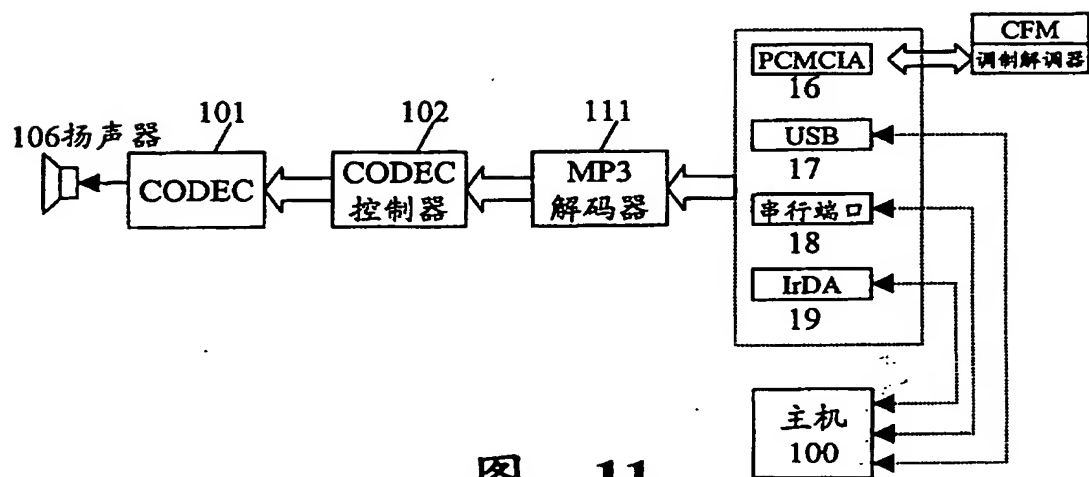 CFM
调制解调器
PCMCIA
16
USB
17
串行端口
18
IrDA
19
111
MP3
解码器
102
CODEC
控制器
101
CODEC
106扬声器
主机
100
图 11